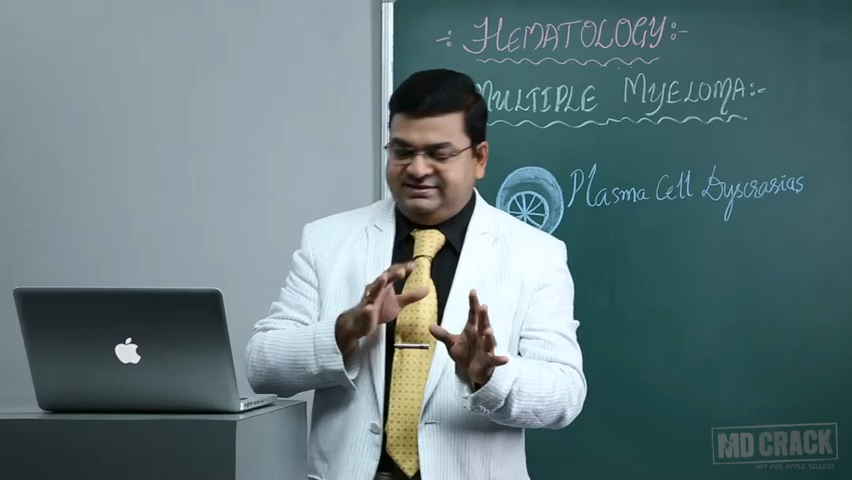 -: HEMATOLOGY :-
MULTIPLE MYELOMA :-
Plasma Cell Dyscrasias
MD CRACK